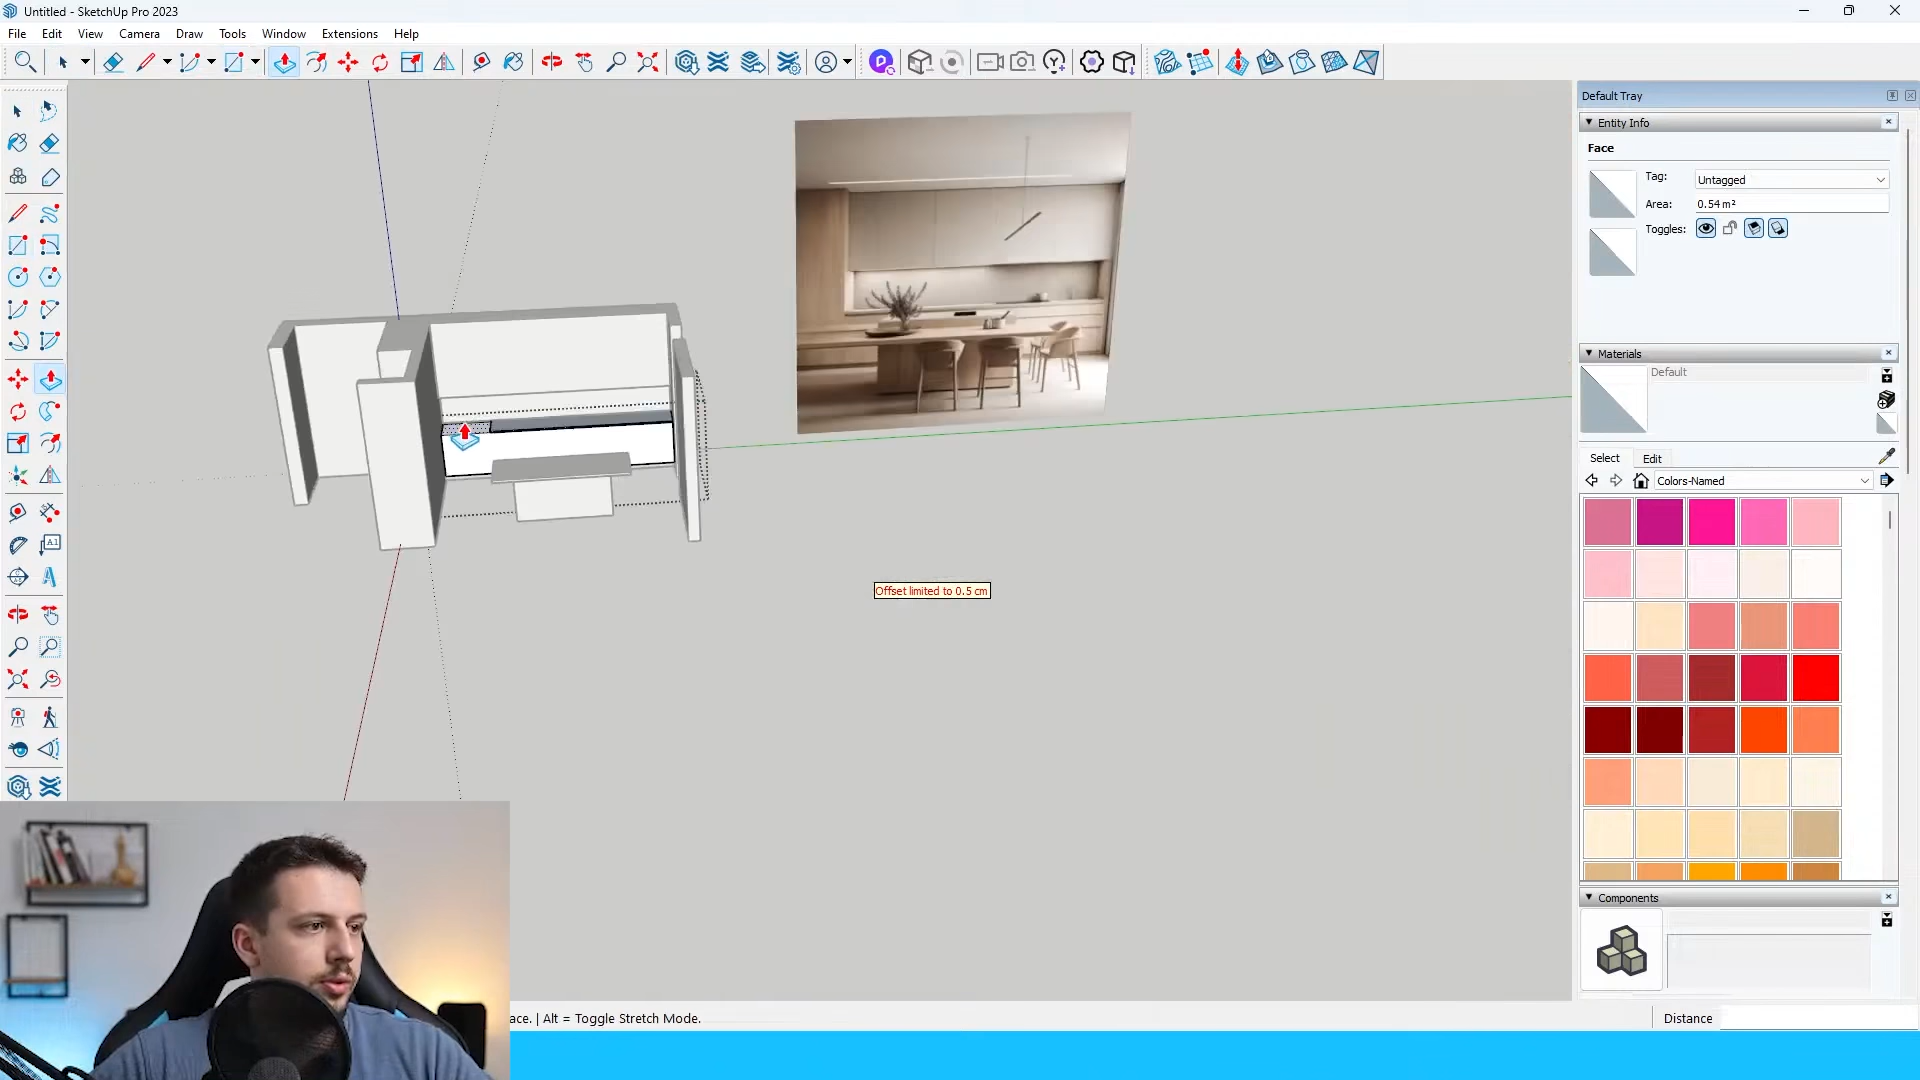 Untitled - SketchUp Pro 2023
File Edit View Camera Draw Tools Window Extensions Help
Default Tray
Entity Info
Face
Tag: Untagged
Area: 0.54 m²
Toggles:
Materials
Default
Select Edit
Colors-Named
Offset limited to 0.5 cm
Components
ace. | Alt = Toggle Stretch Mode.
Distance